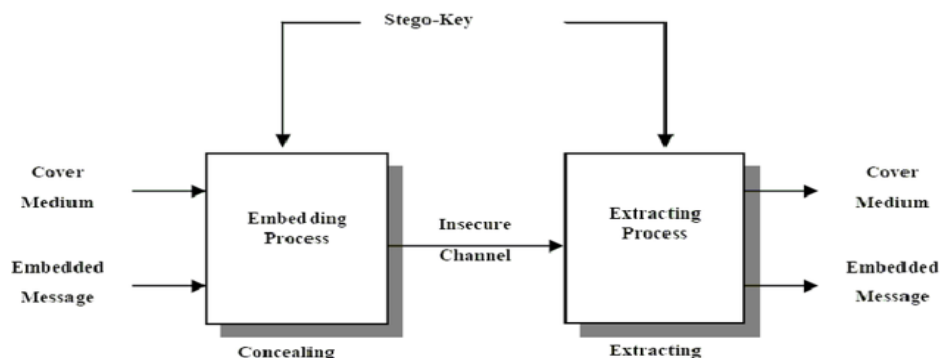 Stego-Key
Cover
Medium
Embedded
Message
Embedding
Process
Concealing
Insecure
Channel
Extracting
Process
Extracting
Cover
Medium
Embedded
Message